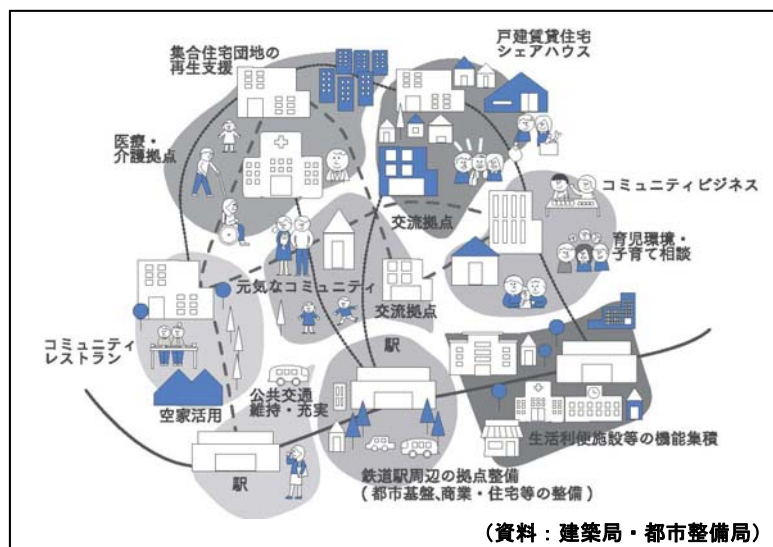 集合住宅団地の
再生支援
戸建賃貸住宅
シェアハウス
医療・
介護拠点
コミュニティビジネス
交流拠点
育児環境・
子育て相談
元気なコミュニティ
交流拠点
コミュニティ
レストラン
駅
空家活用
公共交通
維持・充実
生活利便施設等の機能集積
駅
鉄道駅周辺の拠点整備
(都市基盤、商業・住宅等の整備)
(資料：建築局・都市整備局)